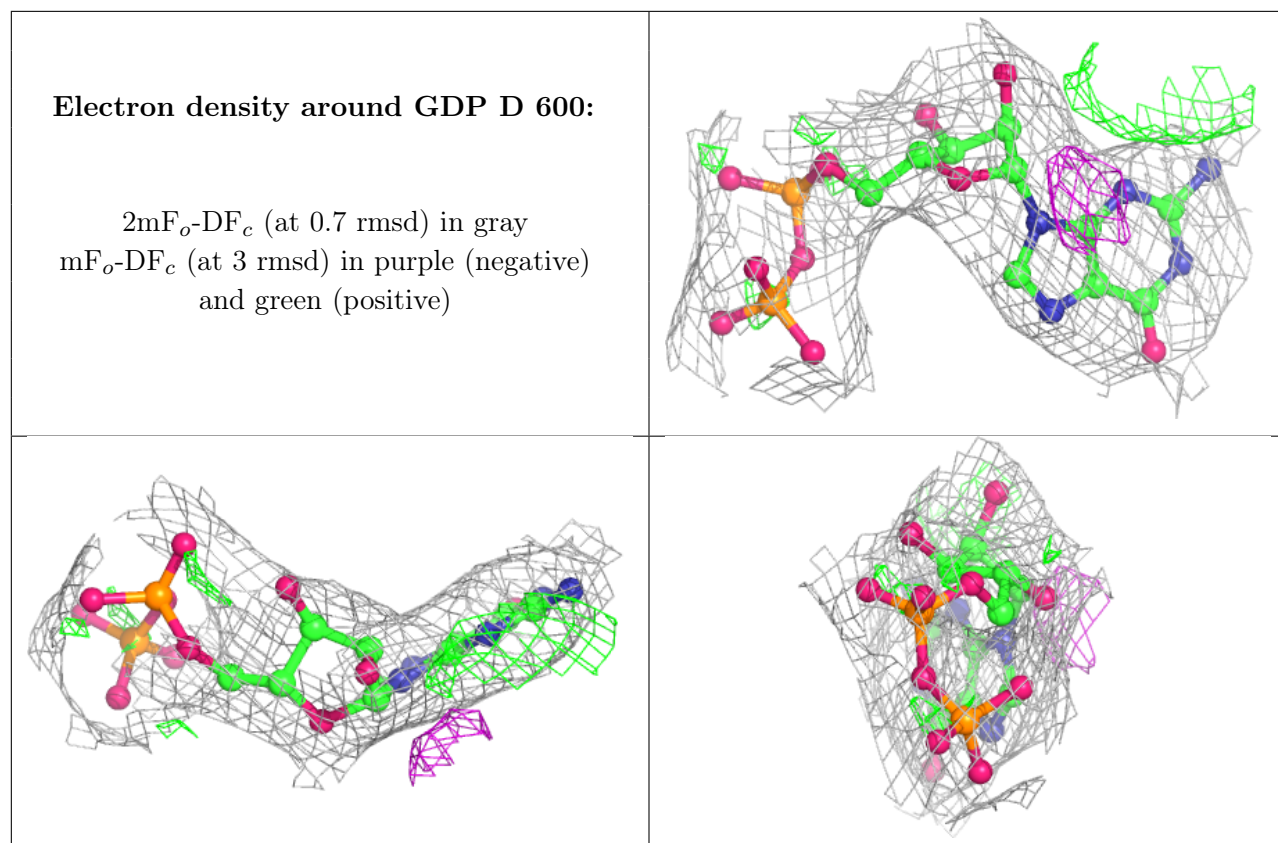 Electron density around GDP D 600:
2mFo-DFc (at 0.7 rmsd) in gray
mFo-DFc (at 3 rmsd) in purple (negative)
and green (positive)